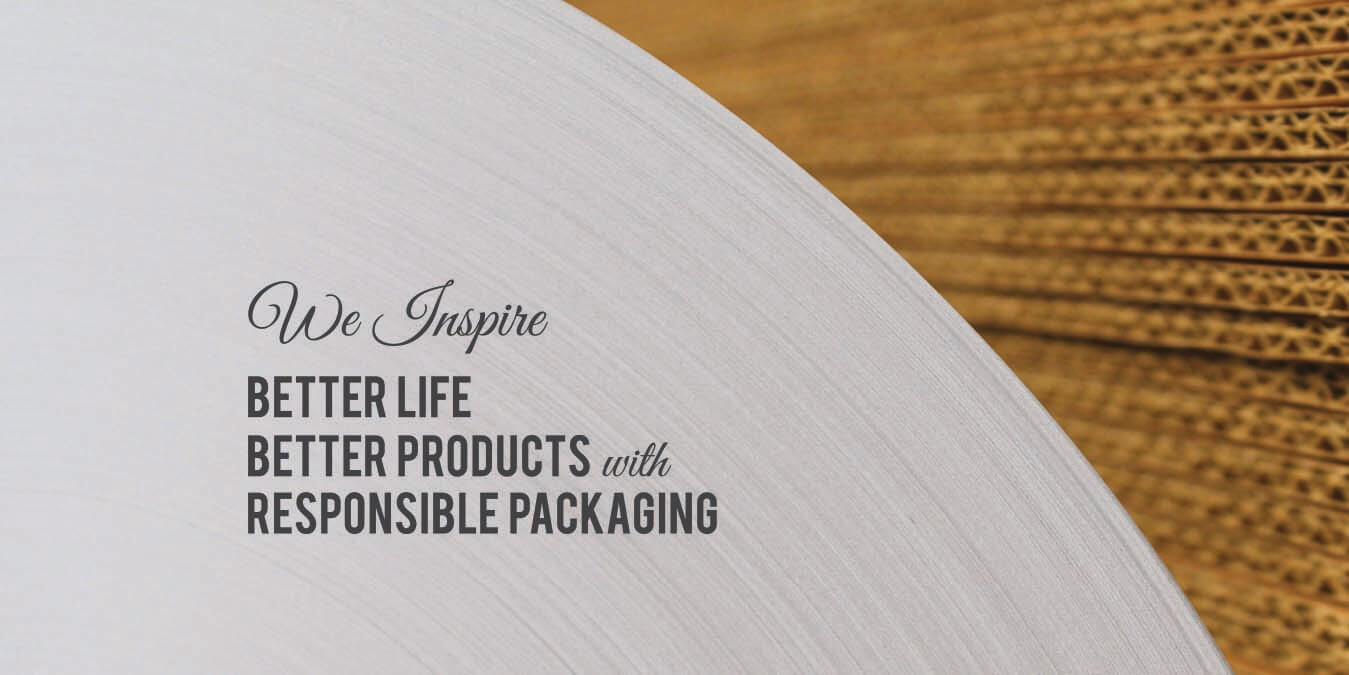 We Inspire
BETTER LIFE
BETTER PRODUCTS with
RESPONSIBLE PACKAGING